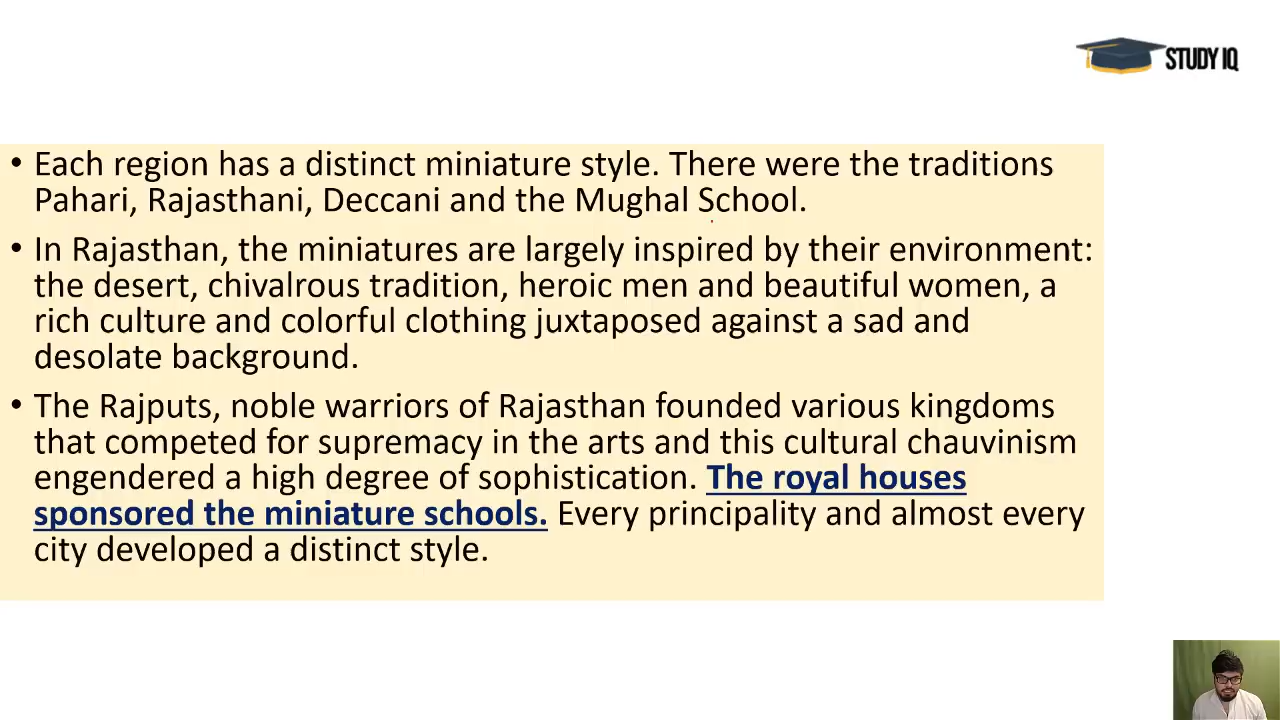 STUDY IQ
• Each region has a distinct miniature style. There were the traditions
Pahari, Rajasthani, Deccani and the Mughal School.
• In Rajasthan, the miniatures are largely inspired by their environment:
the desert, chivalrous tradition, heroic men and beautiful women, a
rich culture and colorful clothing juxtaposed against a sad and
desolate background.
• The Rajputs, noble warriors of Rajasthan founded various kingdoms
that competed for supremacy in the arts and this cultural chauvinism
engendered a high degree of sophistication. The royal houses
sponsored the miniature schools. Every principality and almost every
city developed a distinct style.